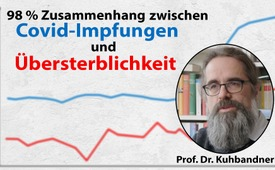 98 % Zusammenhang zwischen
Covid-Impfungen
und
Übersterblichkeit
Prof. Dr. Kuhbandner